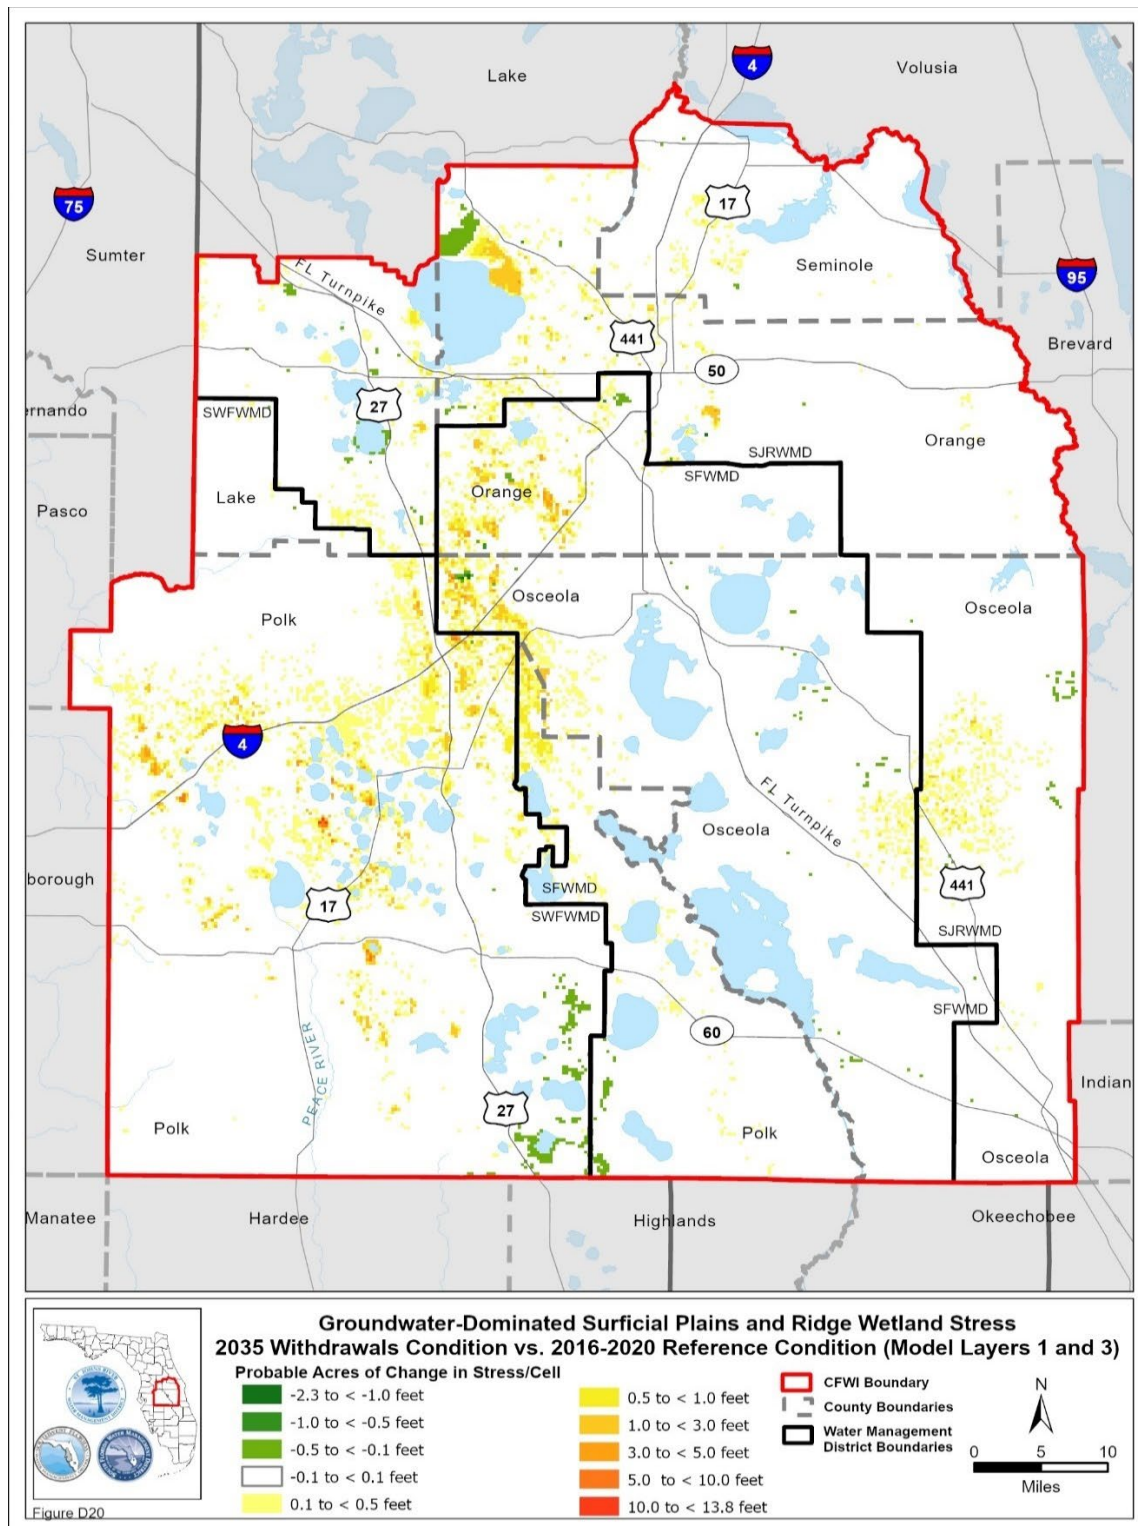 Lake
4
Volusia
75
17
Sumter
Seminole
95
FL Turnpike
441
Brevard
50
27
ernando
SWFWMD
Orange
SJRWMD
SFWMD
Lake
Orange
Pasco
Osceola
Osceola
Polk
4
FL Turnpike
Osceola
borough
441
SFWMD
17
SWFWMD
SJRWMD
SFWMD
60
PEACE RIVER
Indian
27
Polk
Polk
Osceola
Manatee
Hardee
Highlands
Okeechobee
Groundwater-Dominated Surficial Plains and Ridge Wetland Stress
2035 Withdrawals Condition vs. 2016-2020 Reference Condition (Model Layers 1 and 3)
Probable Acres of Change in Stress/Cell
-2.3 to < -1.0 feet
-1.0 to < -0.5 feet
-0.5 to < -0.1 feet
-0.1 to < 0.1 feet
0.1 to < 0.5 feet
0.5 to < 1.0 feet
1.0 to < 3.0 feet
3.0 to < 5.0 feet
5.0 to < 10.0 feet
10.0 to < 13.8 feet
CFWI Boundary
County Boundaries
Water Management
District Boundaries
N
0 5 10
Miles
Figure D20